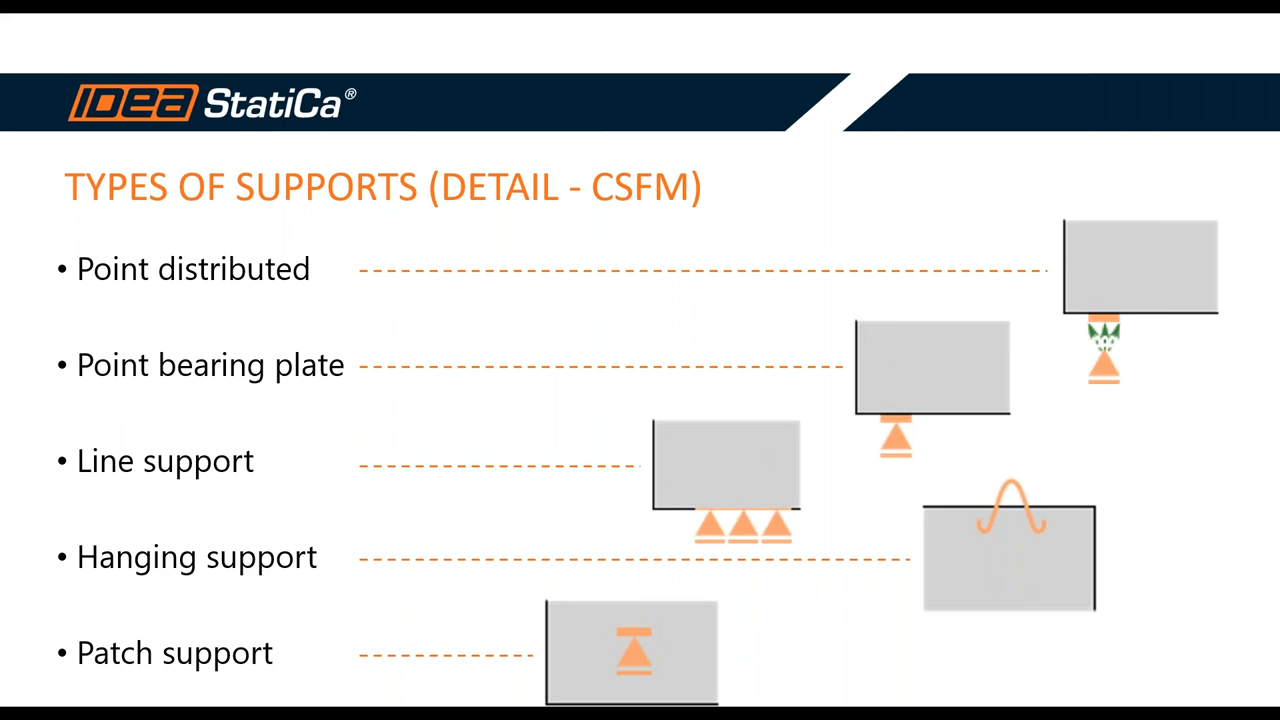 IDEA StatiCa®
TYPES OF SUPPORTS (DETAIL - CSFM)
• Point distributed
• Point bearing plate
• Line support
• Hanging support
• Patch support